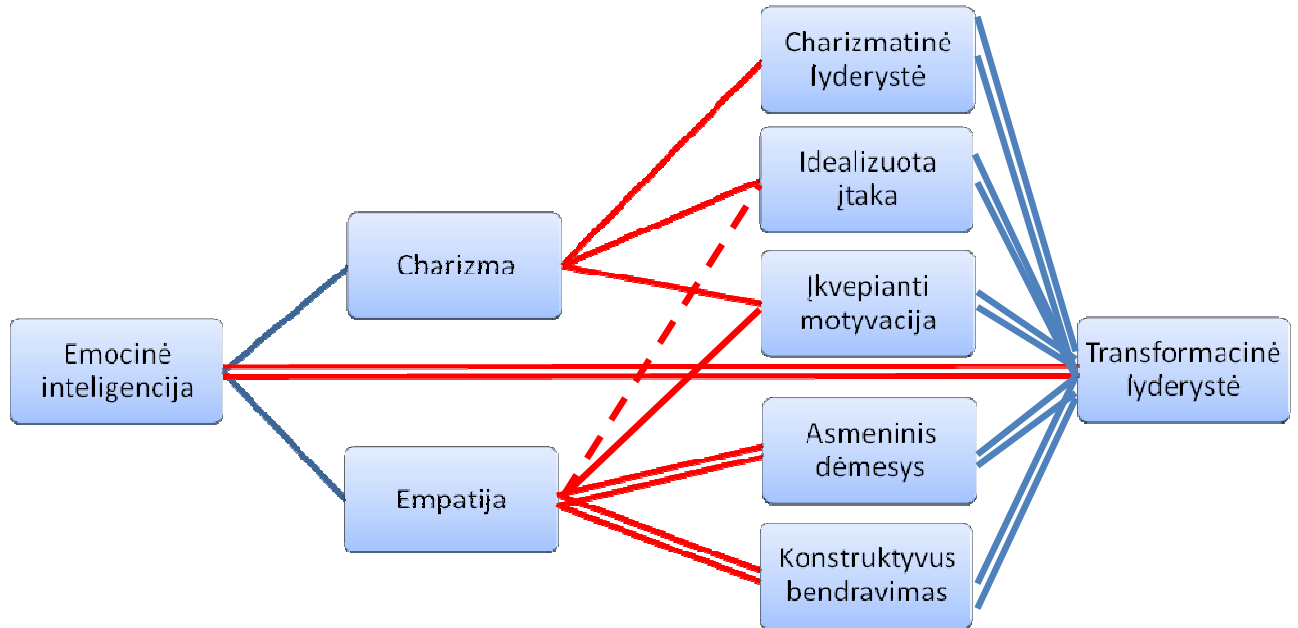 Charizmatinė
lyderystė
Idealizuota
įtaka
Charizma
Įkvepianti
motyvacija
Emocinė
inteligencija
Transformacinė
lyderystė
Asmeninis
dėmesys
Empatija
Konstruktyvus
bendravimas